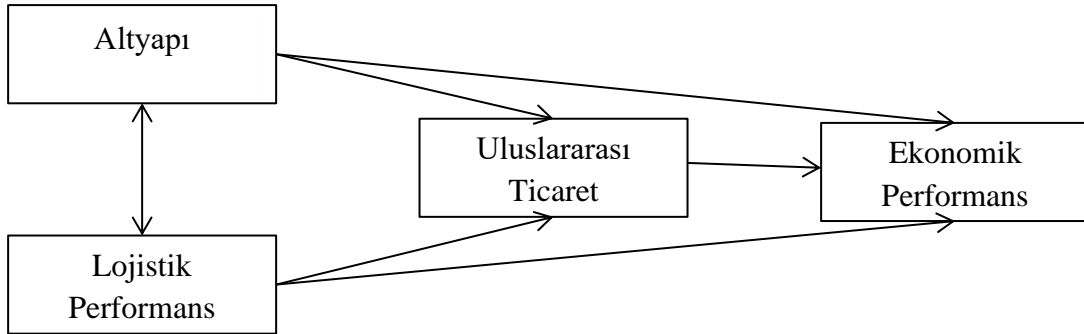 Altyapı
Uluslararası
Ticaret
Ekonomik
Performans
Lojistik
Performans